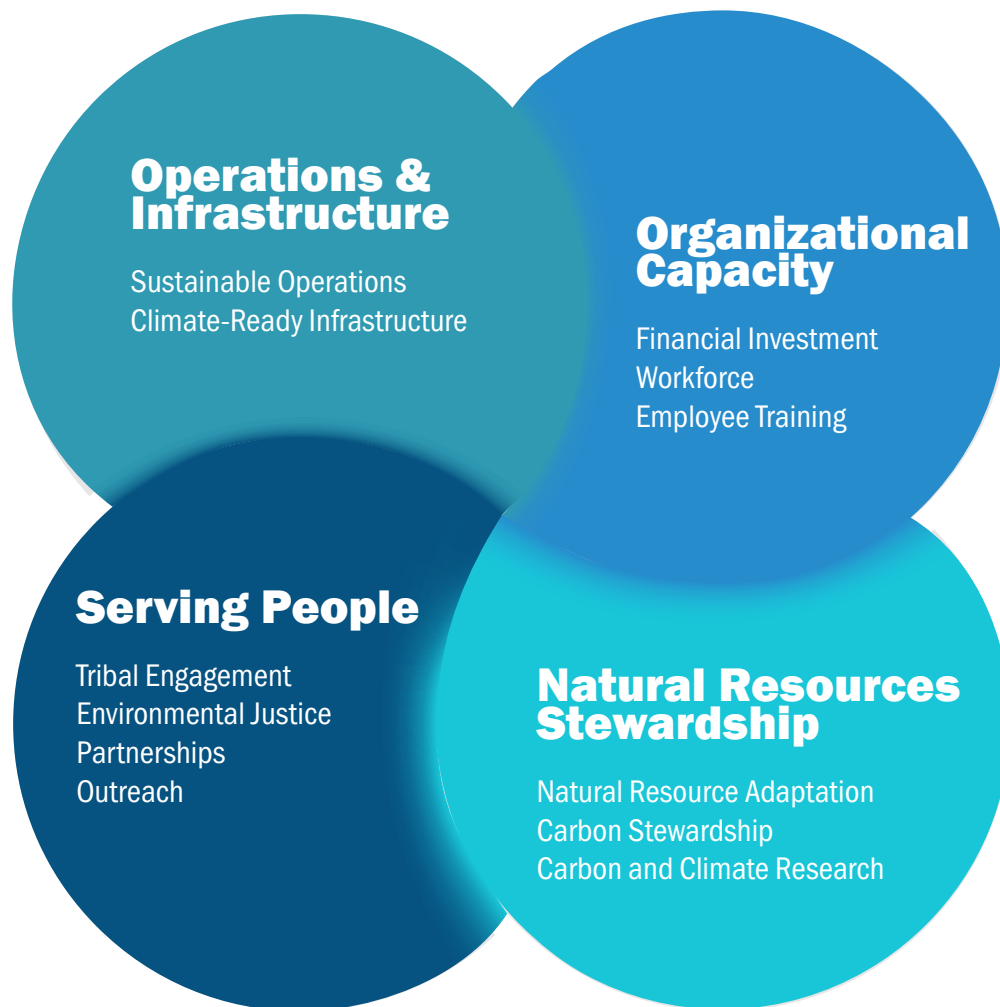 Operations &
Infrastructure
Sustainable Operations
Climate-Ready Infrastructure
Organizational
Capacity
Financial Investment
Workforce
Employee Training
Serving People
Tribal Engagement
Environmental Justice
Partnerships
Outreach
Natural Resources
Stewardship
Natural Resource Adaptation
Carbon Stewardship
Carbon and Climate Research